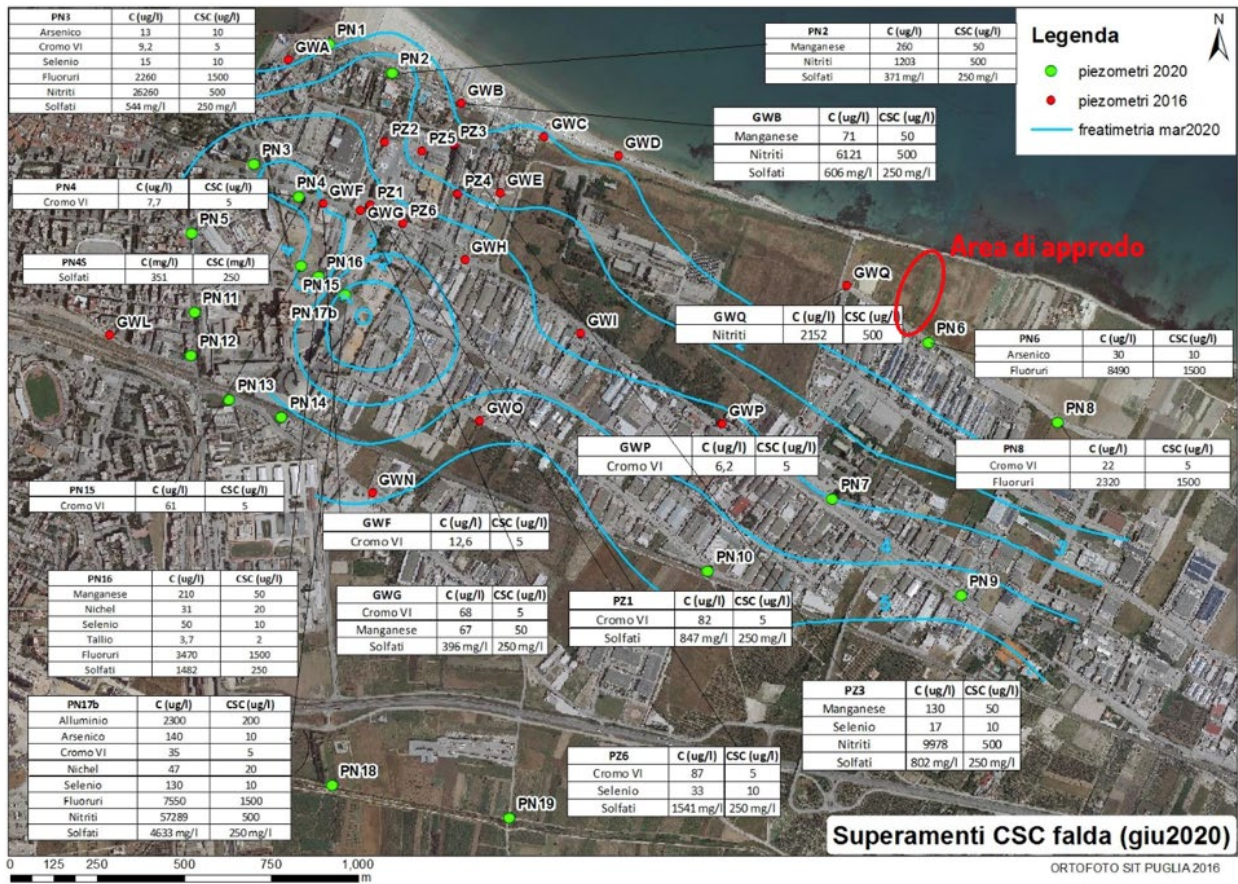 PN3 C (ug/l) CSC (ug/l)
Arsenico 13 10
Cromo VI 9,2 5
Selenio 15 10
Fluoruri 2260 1500
Nitriti 26260 500
Solfati 544 mg/l 250 mg/l
PN1
GWA
PN2
PN2 C (ug/l) CSC (ug/l)
Manganese 260 50
Nitriti 1203 500
Solfati 371 mg/l 250 mg/l
Legenda
N
piezometri 2020
piezometri 2016
freatimetria mar2020
GWB
GWB C (ug/l) CSC (ug/l)
Manganese 71 50
Nitriti 6121 500
Solfati 606 mg/l 250 mg/l
GWC
GWD
PZ2
PZ5
PZ3
PN3
PN4 C (ug/l) CSC (ug/l)
Cromo VI 7,7 5
PN4
GWF
PZ1
GWG
PZ6
PZ4
GWE
PN5
GWH
Area di approdo
PN4S C (mg/l) CSC (mg/l)
Solfati 351 250
PN16
PN15
PN17b
PN11
GWL
PN12
GWI
GWQ
GWQ C (ug/l) CSC (ug/l)
Nitriti 2152 500
PN6
PN6 C (ug/l) CSC (ug/l)
Arsenico 30 10
Fluoruri 8490 1500
PN13
PN14
GWO
GWP
PN8
GWP C (ug/l) CSC (ug/l)
Cromo VI 6,2 5
PN8 C (ug/l) CSC (ug/l)
Cromo VI 22 5
Fluoruri 2320 1500
PN15 C (ug/l) CSC (ug/l)
Cromo VI 61 5
GWN
PN7
GWF C (ug/l) CSC (ug/l)
Cromo VI 12,6 5
4
3
PN10
PN9
5
PN16 C (ug/l) CSC (ug/l)
Manganese 210 50
Nichel 31 20
Selenio 50 10
Tallio 3,7 2
Fluoruri 3470 1500
Solfati 1482 250
GWG C (ug/l) CSC (ug/l)
Cromo VI 68 5
Manganese 67 50
Solfati 396 mg/l 250 mg/l
PZ1 C (ug/l) CSC (ug/l)
Cromo VI 82 5
Solfati 847 mg/l 250 mg/l
PN17b C (ug/l) CSC (ug/l)
Alluminio 2300 200
Arsenico 140 10
Cromo VI 35 5
Nichel 47 20
Selenio 130 10
Fluoruri 7550 1500
Nitriti 57289 500
Solfati 4633 mg/l 250 mg/l
PZ3 C (ug/l) CSC (ug/l)
Manganese 130 50
Selenio 17 10
Nitriti 9978 500
Solfati 802 mg/l 250 mg/l
PZ6 C (ug/l) CSC (ug/l)
Cromo VI 87 5
Selenio 33 10
Solfati 1541 mg/l 250 mg/l
PN18
PN19
Superamenti CSC falda (giu2020)
0 125 250 500 750 1,000
m
ORTOFOTO SIT PUGLIA 2016